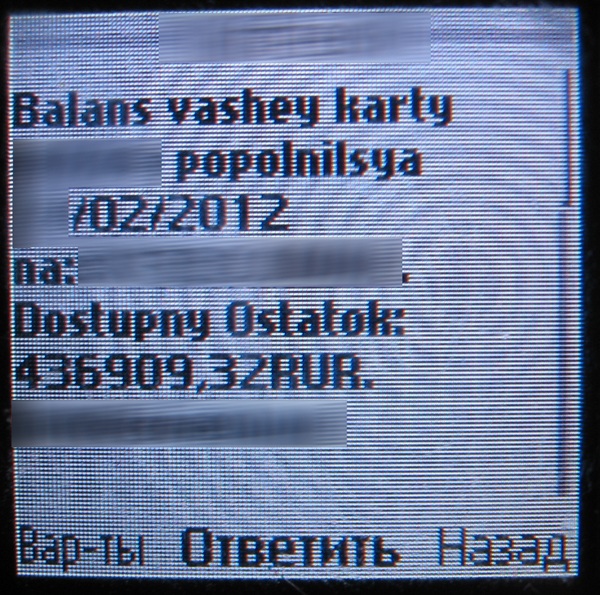 Balans vashey karty
popolnilsya
/02/2012
na: .
Dostupny Ostatok:
436909,32RUR.
Вар-ты Ответить Назад